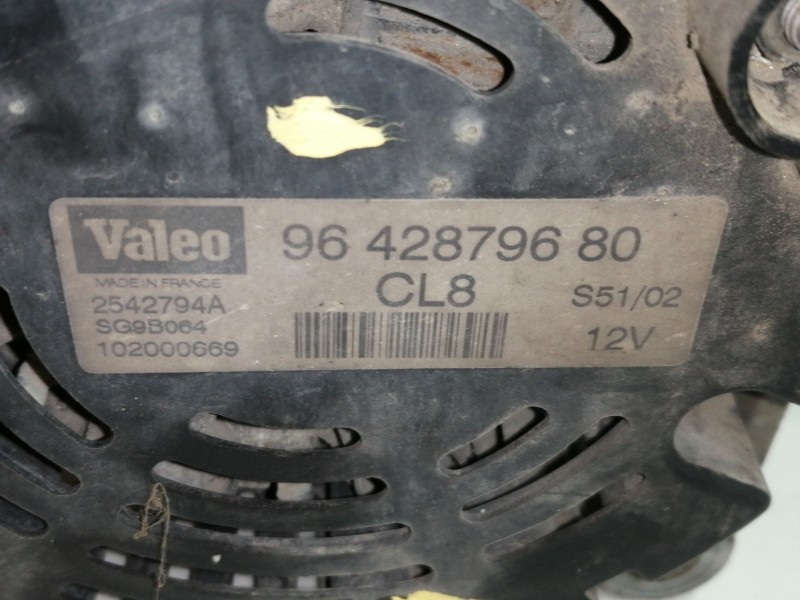 Valeo 96 428796 80
MADE IN FRANCE CL8 S51/02
2542794A
SG9B064 12V
102000669